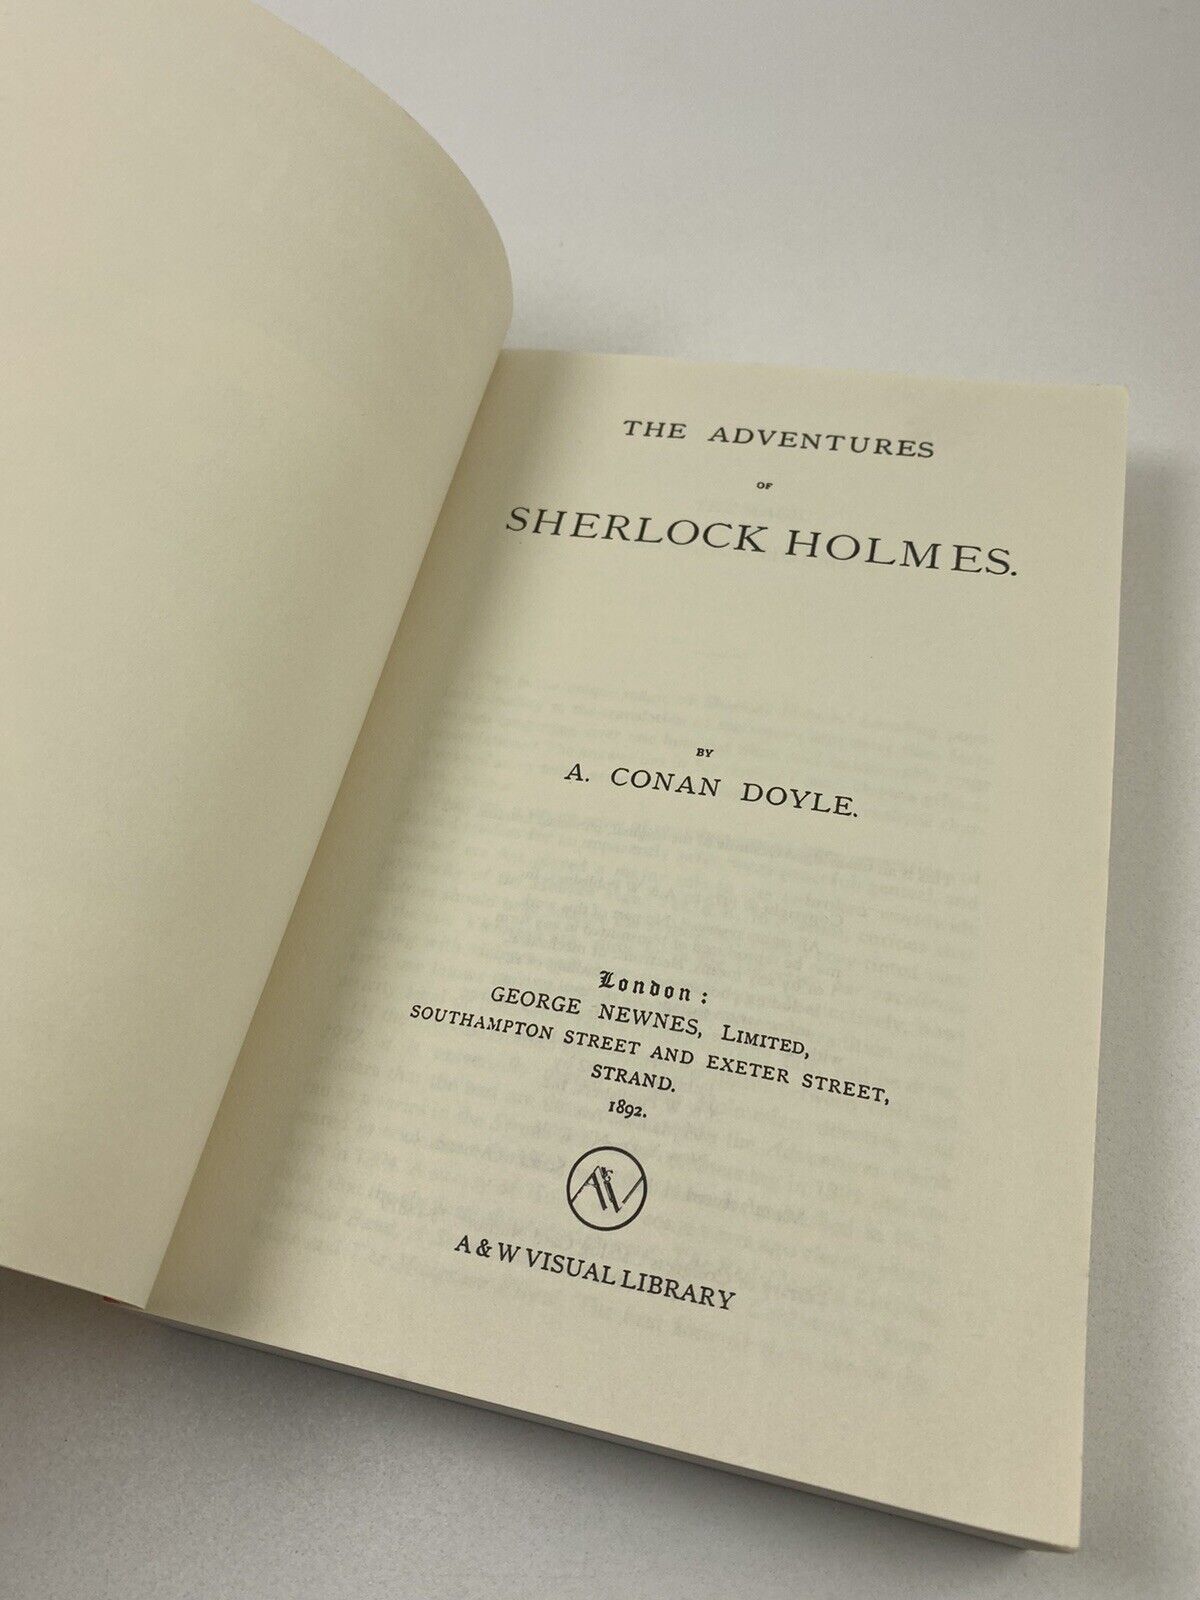 THE ADVENTURES
OF
SHERLOCK HOLMES.
BY
A. CONAN DOYLE.
London:
GEORGE NEWNES, LIMITED,
SOUTHAMPTON STREET AND EXETER STREET,
STRAND.
1892.
A&W
A & W VISUAL LIBRARY